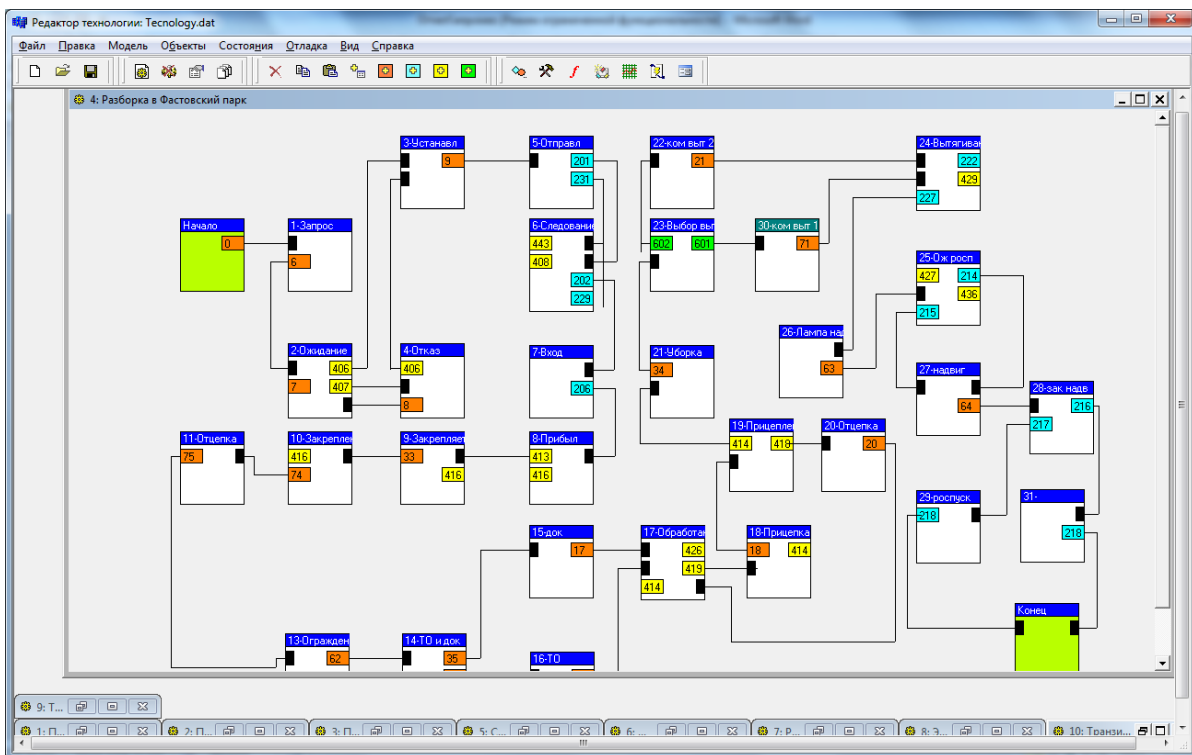 Редактор технологии: Tecnology.dat
Файл Правка Модель Объекты Состояния Отладка Вид Справка
4: Разборка в Фастовский парк
3-Устанавл
9
5-Отправл
201
231
22-ком выт 2
21
24-Вытягиван
222
429
227
Начало
0
1-Запрос
6
6-Следование
443
408
202
229
23-Выбор выт
602 601
30-ком выт 1
71
25-Ож росп
427 214
436
215
2-Ожидание
406
7 407
4-Отказ
406
8
7-Вход
206
21-Уборка
34
26-Лампа над
63
27-надвиг
64
28-зак надв
216
217
11-Отцепка
75
10-Закреплен
416
74
9-Закрепляет
33
416
8-Прибыл
413
416
19-Прицеплен
414 418
20-Отцепка
20
29-роспуск
218
31-
218
15-док
17
17-Обработан
426
419
414
18-Прицепка
18 414
Конец
13-Огражден
62
14-ТО и док
35
16-ТО
9: Т...
1: П... 2: П... 3: П... 5: С... 6: ... 7: Р... 8: Э... 10: Транзи...